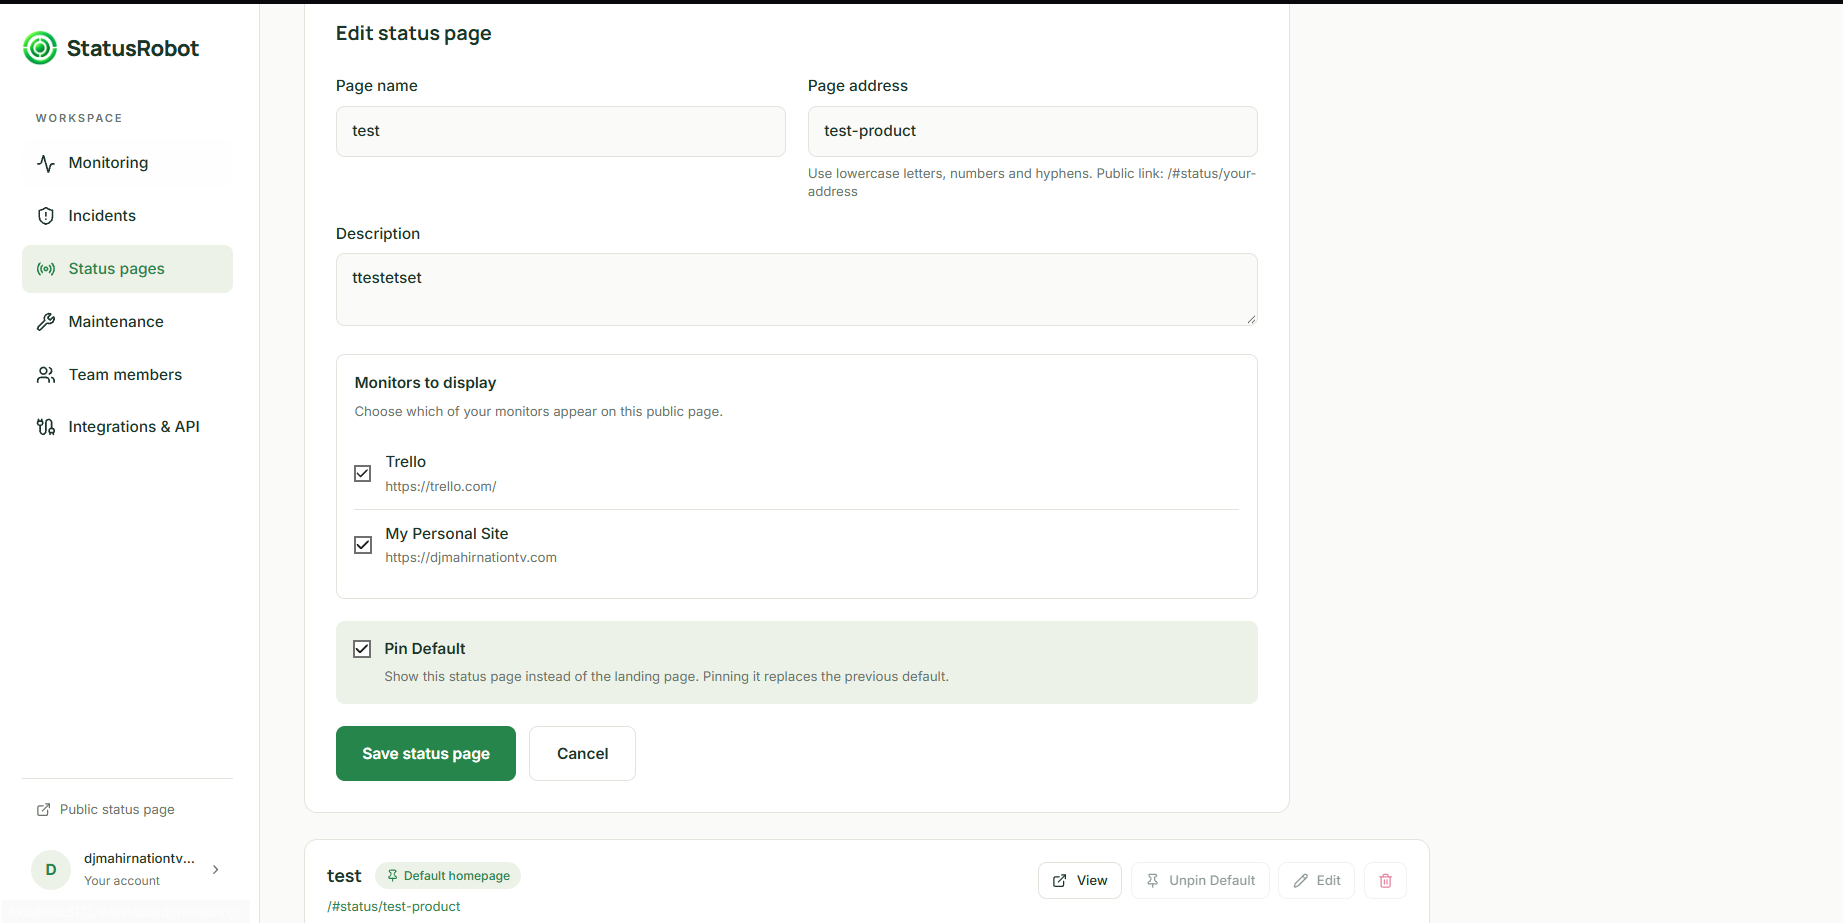 StatusRobot
WORKSPACE
Monitoring
Incidents
Status pages
Maintenance
Team members
Integrations & API
Public status page
D
djmahirnationtv...
Your account
Edit status page
Page name
test
Page address
test-product
Use lowercase letters, numbers and hyphens. Public link: /#status/your-
address
Description
ttestetset
Monitors to display
Choose which of your monitors appear on this public page.
Trello
https://trello.com/
My Personal Site
https://djmahirnationtv.com
Pin Default
Show this status page instead of the landing page. Pinning it replaces the previous default.
Save status page
Cancel
test
Default homepage
View
Unpin Default
Edit
/#status/test-product